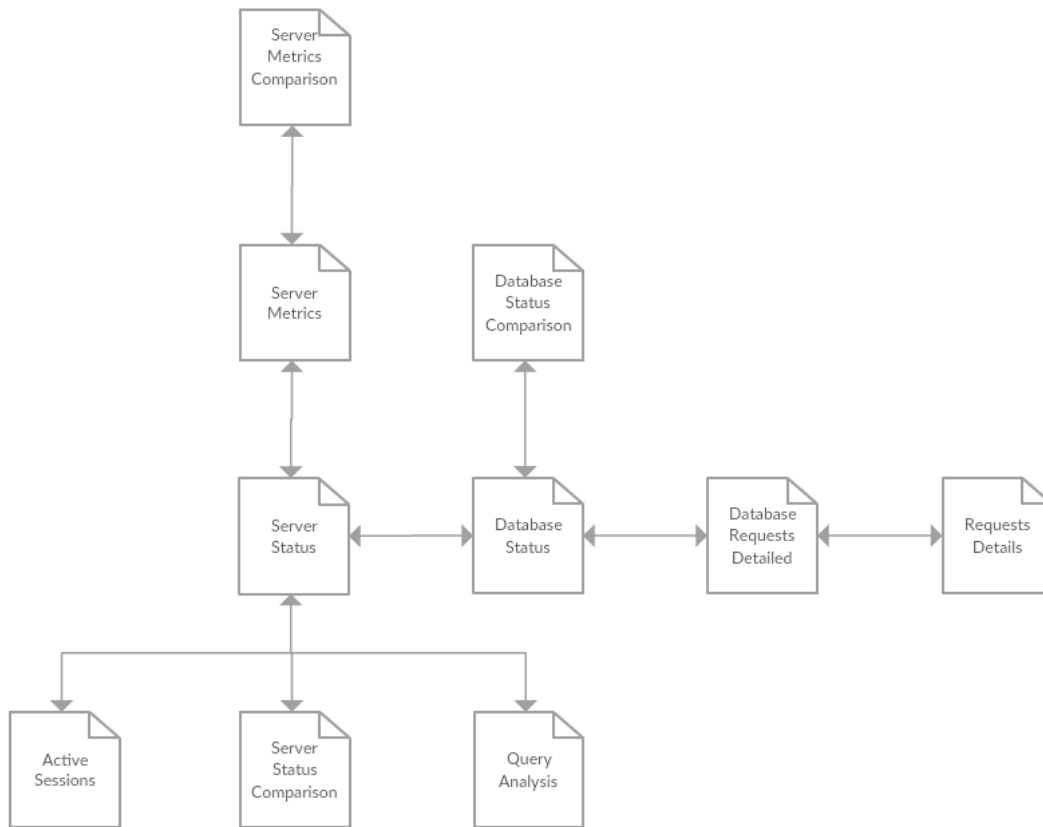 Server
Metrics
Comparison
Server
Metrics
Database
Status
Comparison
Server
Status
Database
Status
Database
Requests
Detailed
Requests
Details
Active
Sessions
Server
Status
Comparison
Query
Analysis